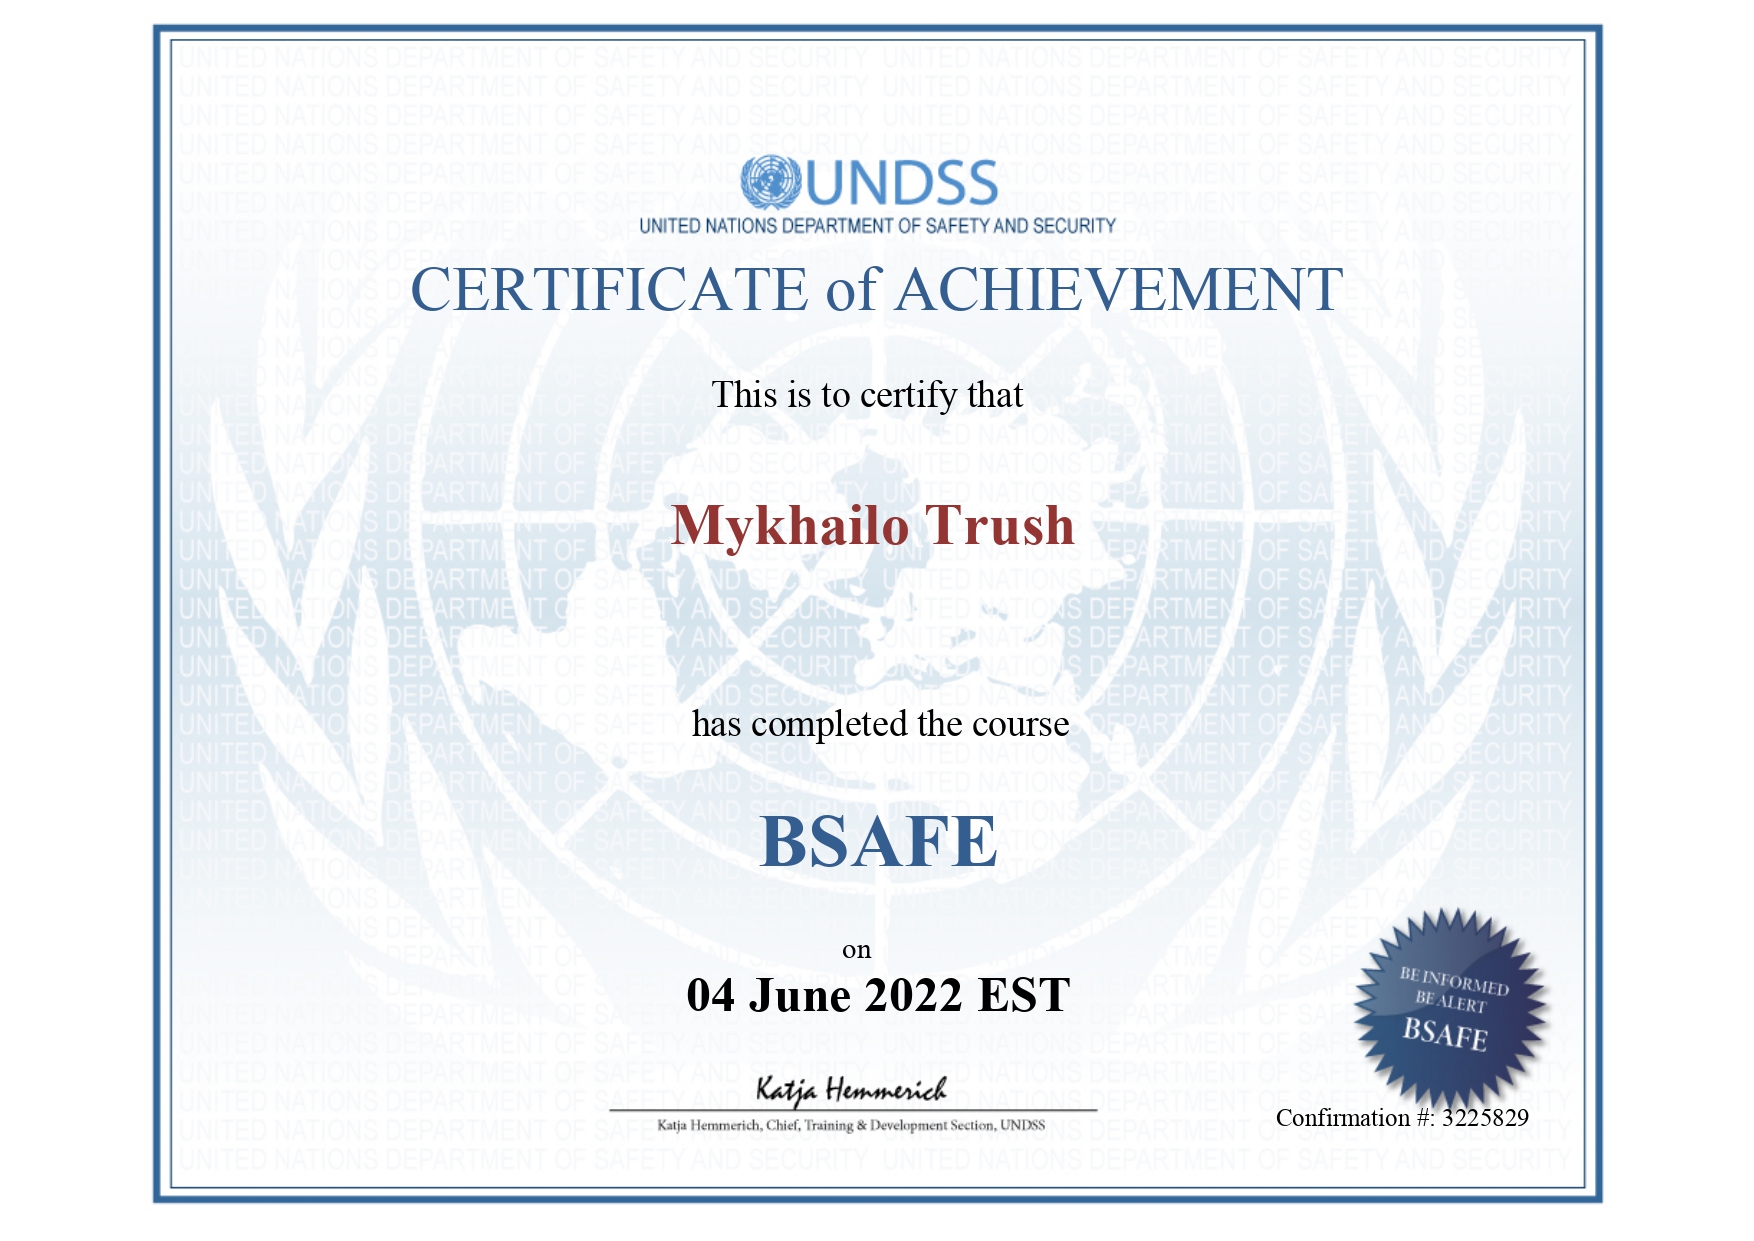 UNDSS
UNITED NATIONS DEPARTMENT OF SAFETY AND SECURITY
CERTIFICATE of ACHIEVEMENT
This is to certify that
Mykhailo Trush
has completed the course
BSAFE
on
04 June 2022 EST
BE INFORMED
BE ALERT
BSAFE
Katja Hemmerich
Katja Hemmerich, Chief, Training & Development Section, UNDSS
Confirmation #: 3225829